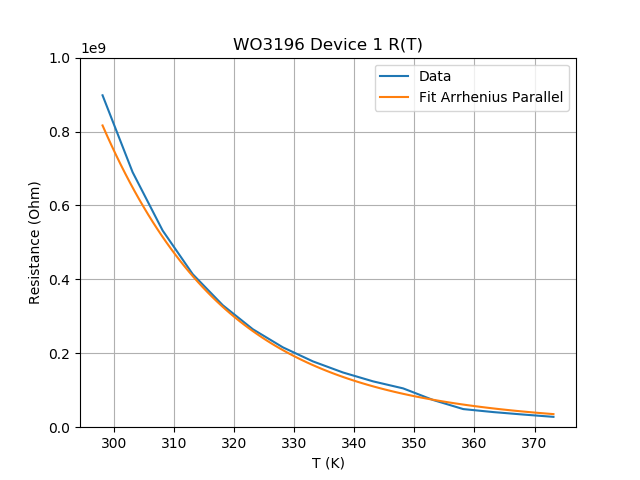 WO3196 Device 1 R(T)
1e9
Data
Fit Arrhenius Parallel
1.0
0.8
0.6
0.4
0.2
0.0
Resistance (Ohm)
300 310 320 330 340 350 360 370
T (K)